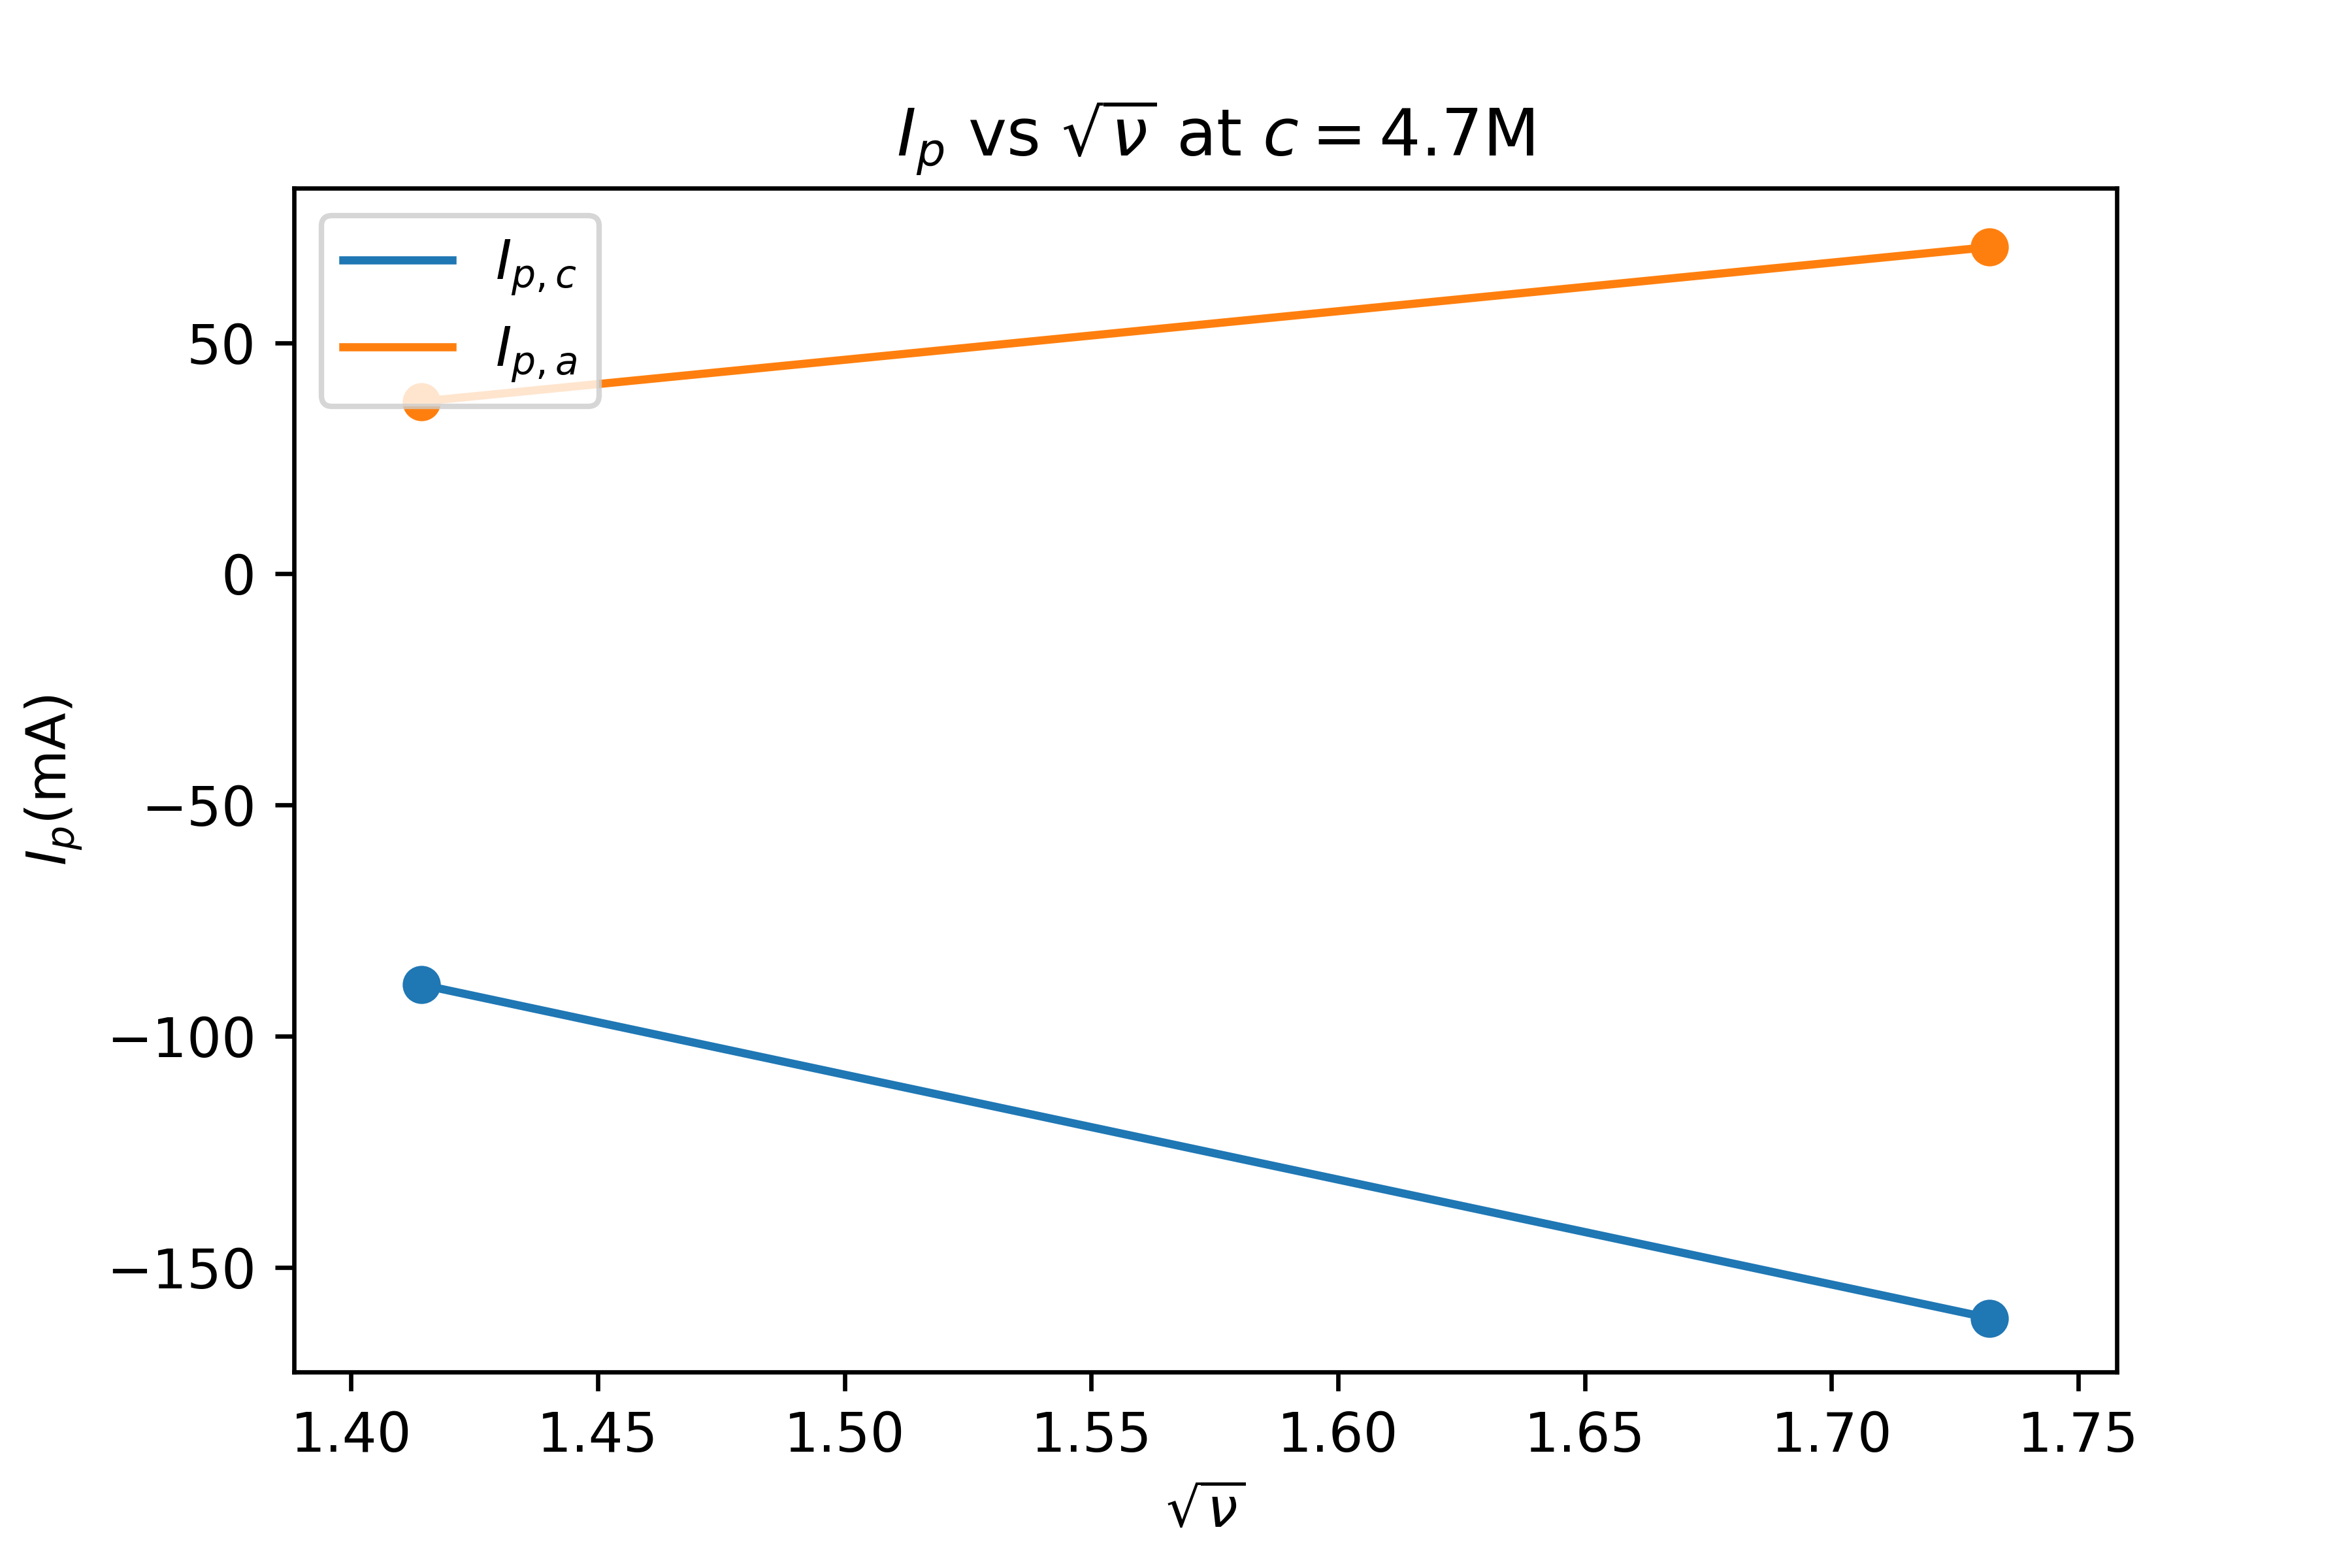 I_p vs √ν at c = 4.7M
I_{p,c}
I_{p,a}
50
0
−50
−100
−150
I_p(mA)
1.40 1.45 1.50 1.55 1.60 1.65 1.70 1.75
√ν